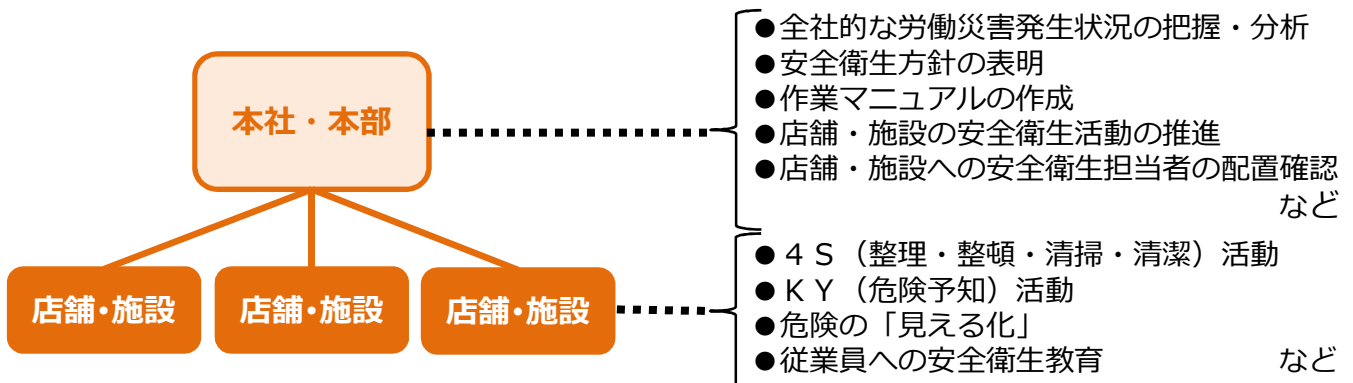 本社・本部
●全社的な労働災害発生状況の把握・分析
●安全衛生方針の表明
●作業マニュアルの作成
●店舗・施設の安全衛生活動の推進
●店舗・施設への安全衛生担当者の配置確認
など
店舗・施設
店舗・施設
店舗・施設
●４Ｓ（整理・整頓・清掃・清潔）活動
●ＫＹ（危険予知）活動
●危険の「見える化」
●従業員への安全衛生教育 など